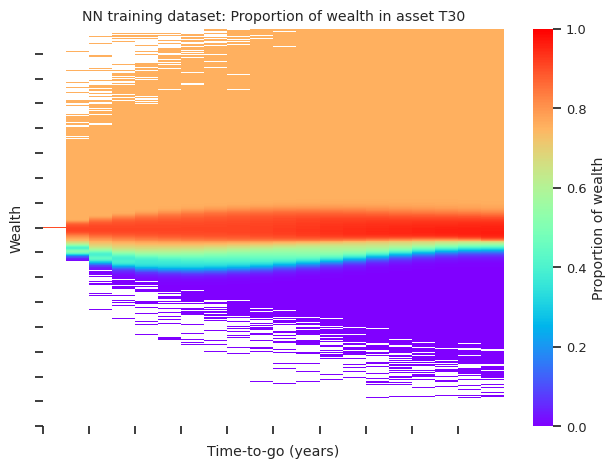 NN training dataset: Proportion of wealth in asset T30
Wealth
Time-to-go (years)
1.0
0.8
0.6
0.4
0.2
0.0
Proportion of wealth